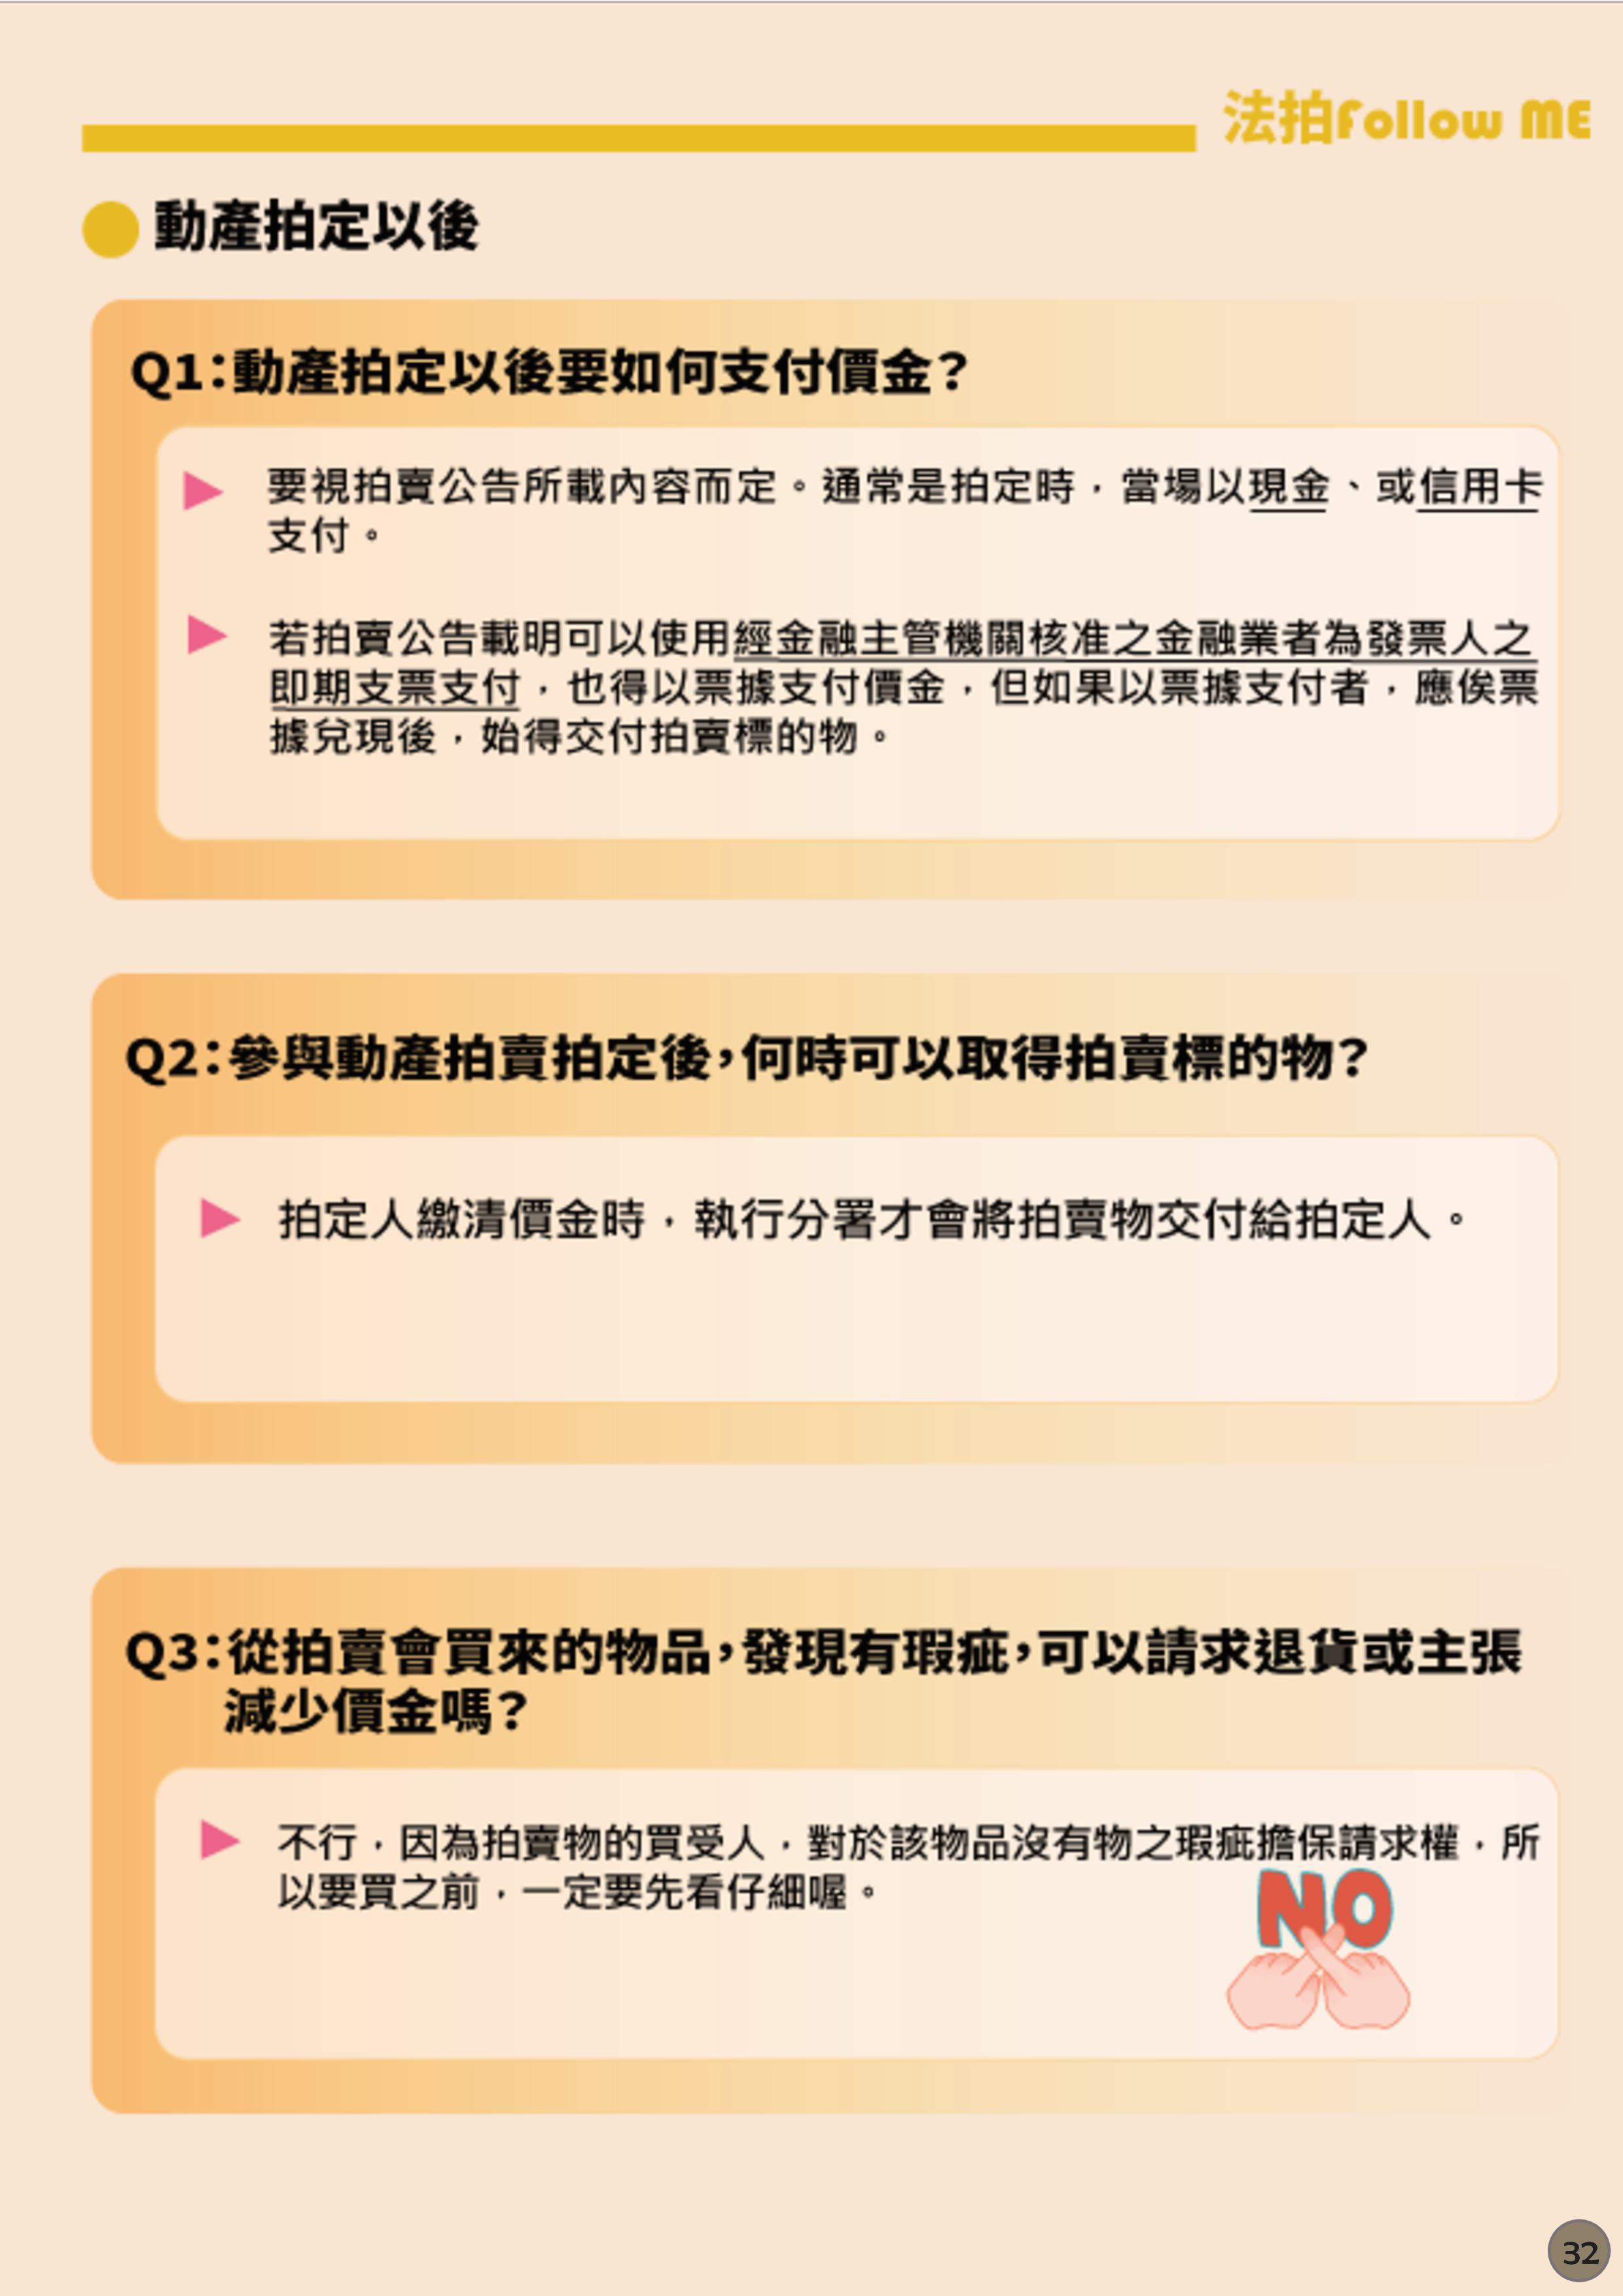 法拍Follow ME
動產拍定以後
Q1：動產拍定以後要如何支付價金？
要視拍賣公告所載內容而定。通常是拍定時，當場以現金、或信用卡
支付。
若拍賣公告載明可以使用經金融主管機關核准之金融業者為發票人之
即期支票支付，也得以票據支付價金，但如果以票據支付者，應俟票
據兌現後，始得交付拍賣標的物。
Q2：參與動產拍賣拍定後，何時可以取得拍賣標的物？
拍定人繳清價金時，執行分署才會將拍賣物交付給拍定人。
Q3：從拍賣會買來的物品，發現有瑕疵，可以請求退貨或主張
減少價金嗎？
不行，因為拍賣物的買受人，對於該物品沒有物之瑕疵擔保請求權，所
以要買之前，一定要先看仔細喔。
NO
32